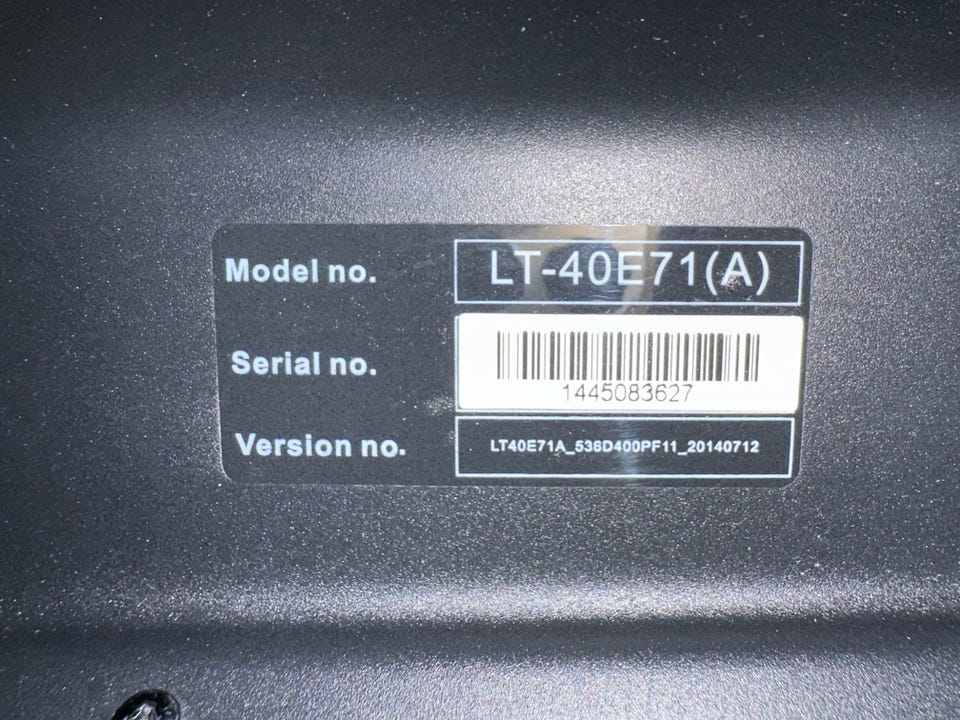 Model no. LT-40E71(A)
Serial no. 1445083627
Version no. LT40E71A_536D400PF11_20140712